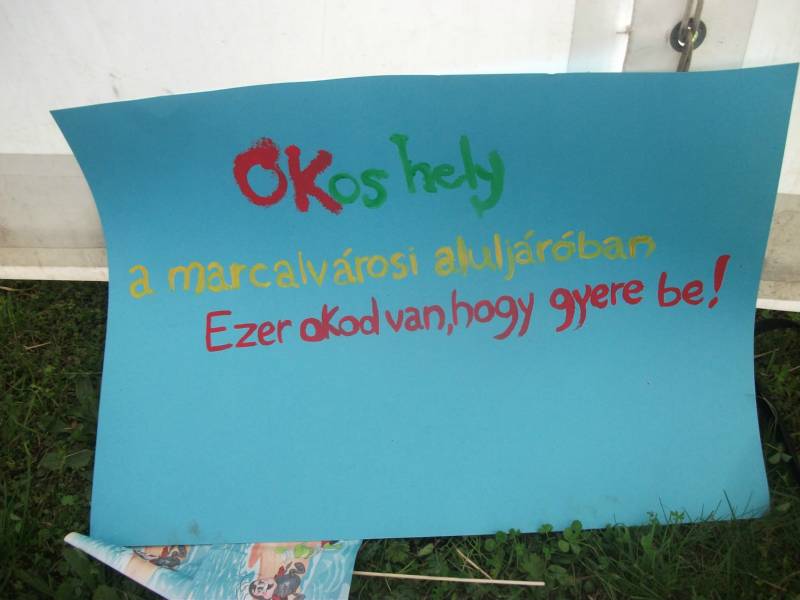 OKos hely
a marcalvárosi aluljáróban
Ezer okod van, hogy gyere be!